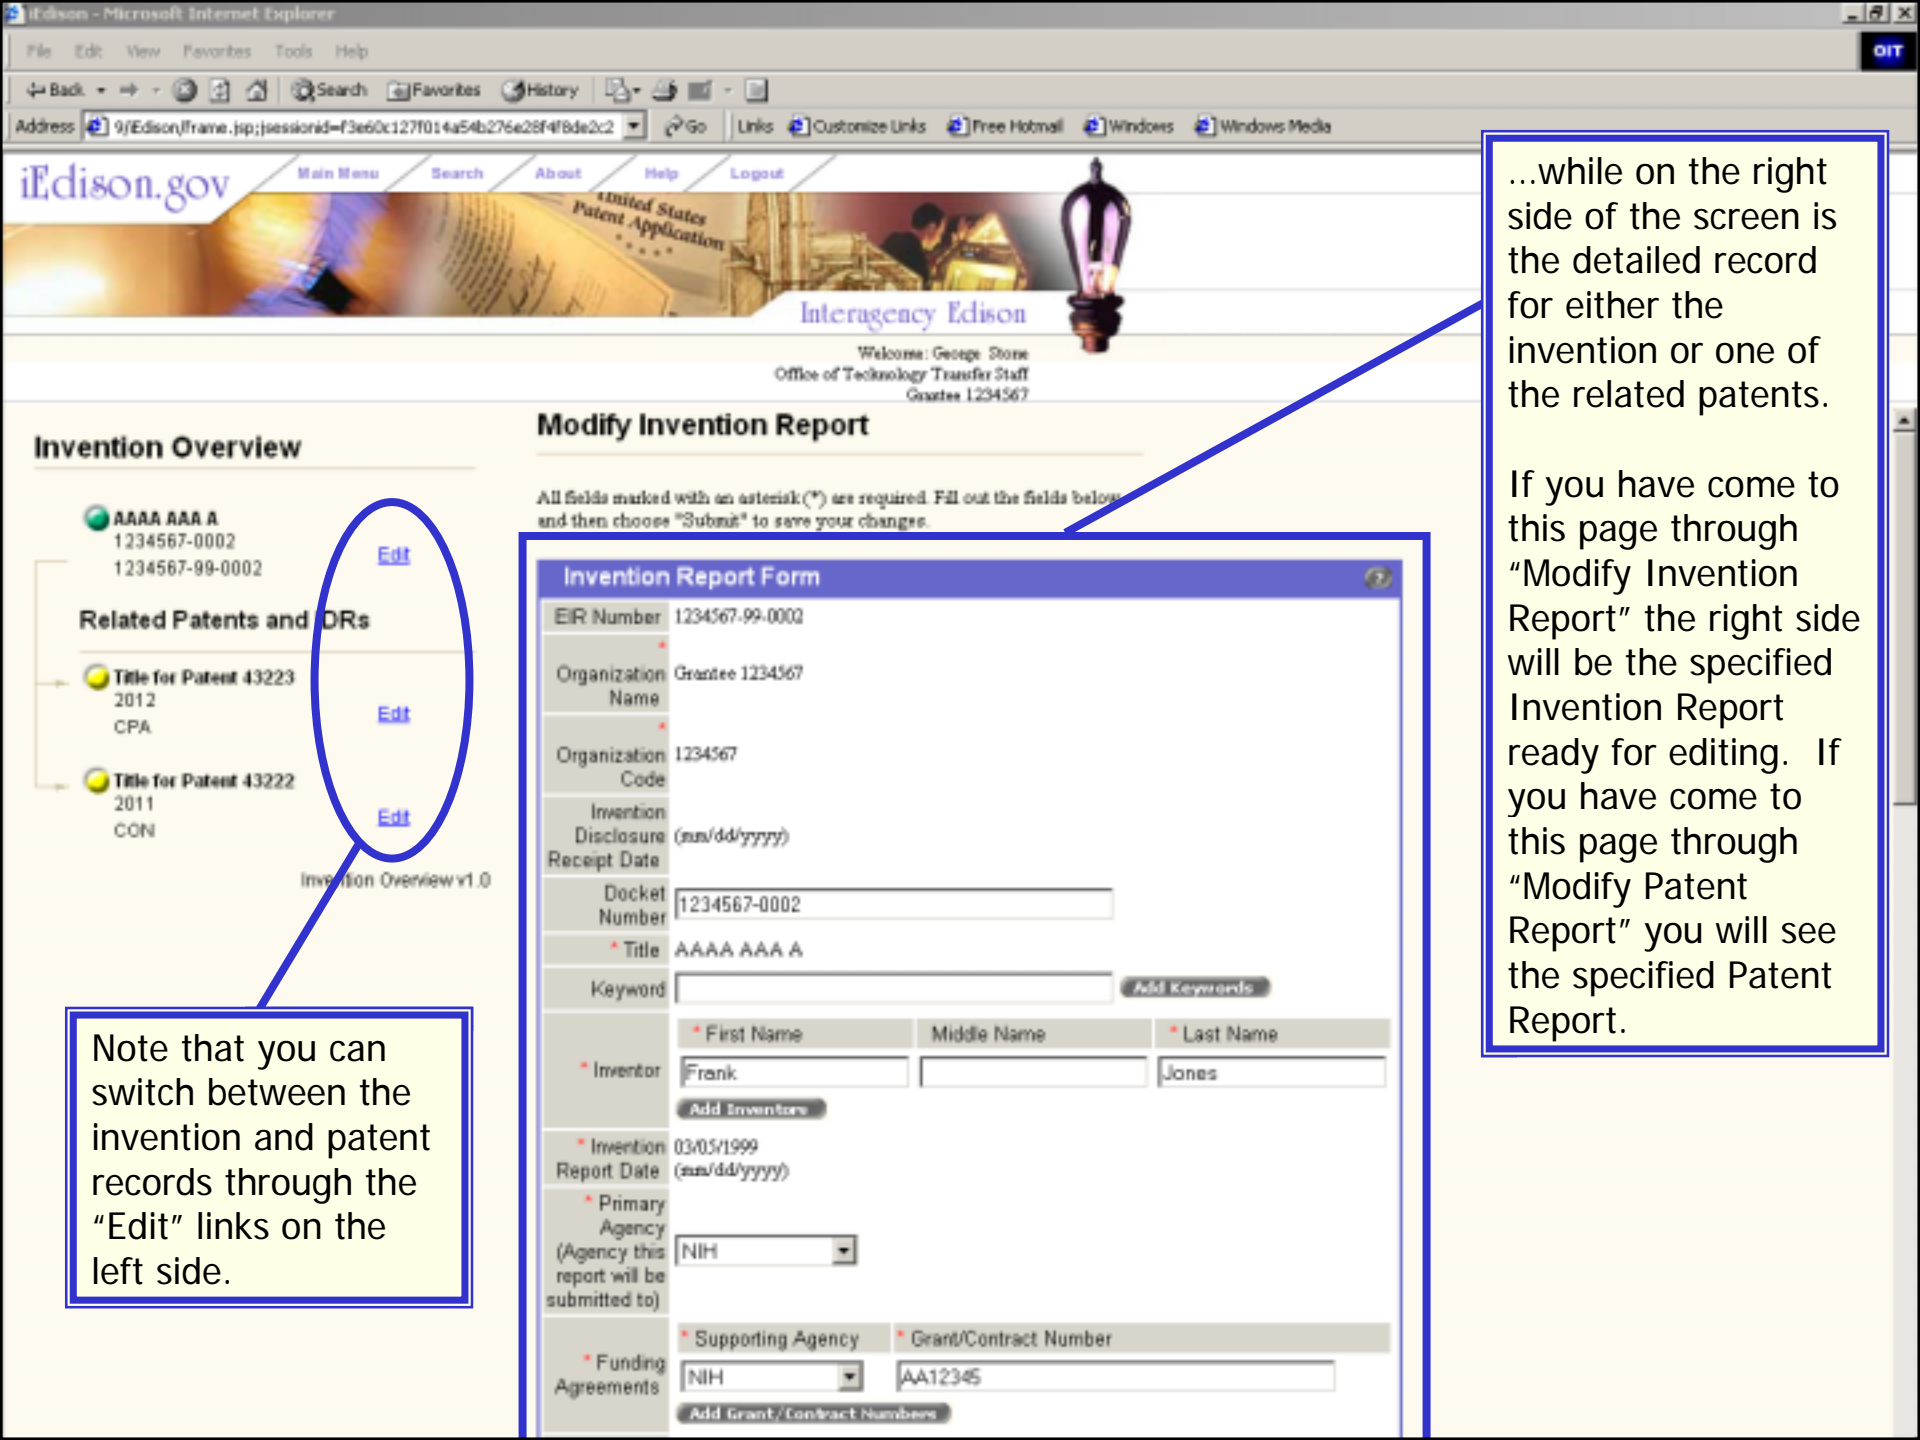 iEdison - Microsoft Internet Explorer
File Edit View Favorites Tools Help
OIT
Back Search Favorites History
Address 9/iEdison/Frame.jsp;jsessionid=f3e60c127f014a54b276e28f4f8de2c2 Go Links Customize Links Free Hotmail Windows Windows Media
iEdison.gov
Main Menu Search About Help Logout
United States
Patent Application
Interagency Edison
Welcome: George Stone
Office of Technology Transfer Staff
Grantee 1234567
Invention Overview
AAAA AAA A
1234567-0002
1234567-99-0002
Edit
Related Patents and IDRs
Title for Patent 43223
2012
CPA
Edit
Title for Patent 43222
2011
CON
Edit
Invention Overview v1.0
Note that you can
switch between the
invention and patent
records through the
“Edit” links on the
left side.
Modify Invention Report
All fields marked with an asterisk (*) are required. Fill out the fields below
and then choose "Submit" to save your changes.
Invention Report Form
EIR Number 1234567-99-0002
*
Organization Grantee 1234567
Name
*
Organization 1234567
Code
Invention
Disclosure (mm/dd/yyyy)
Receipt Date
Docket
Number 1234567-0002
* Title AAAA AAA A
Keyword Add Keywords
* First Name Middle Name * Last Name
* Inventor Frank Jones
Add Inventors
* Invention 03/05/1999
Report Date (mm/dd/yyyy)
* Primary
Agency
(Agency this NIH
report will be
submitted to)
* Supporting Agency * Grant/Contract Number
* Funding
Agreements NIH AA12345
Add Grant/Contract Numbers
...while on the right
side of the screen is
the detailed record
for either the
invention or one of
the related patents.
If you have come to
this page through
“Modify Invention
Report” the right side
will be the specified
Invention Report
ready for editing. If
you have come to
this page through
“Modify Patent
Report” you will see
the specified Patent
Report.